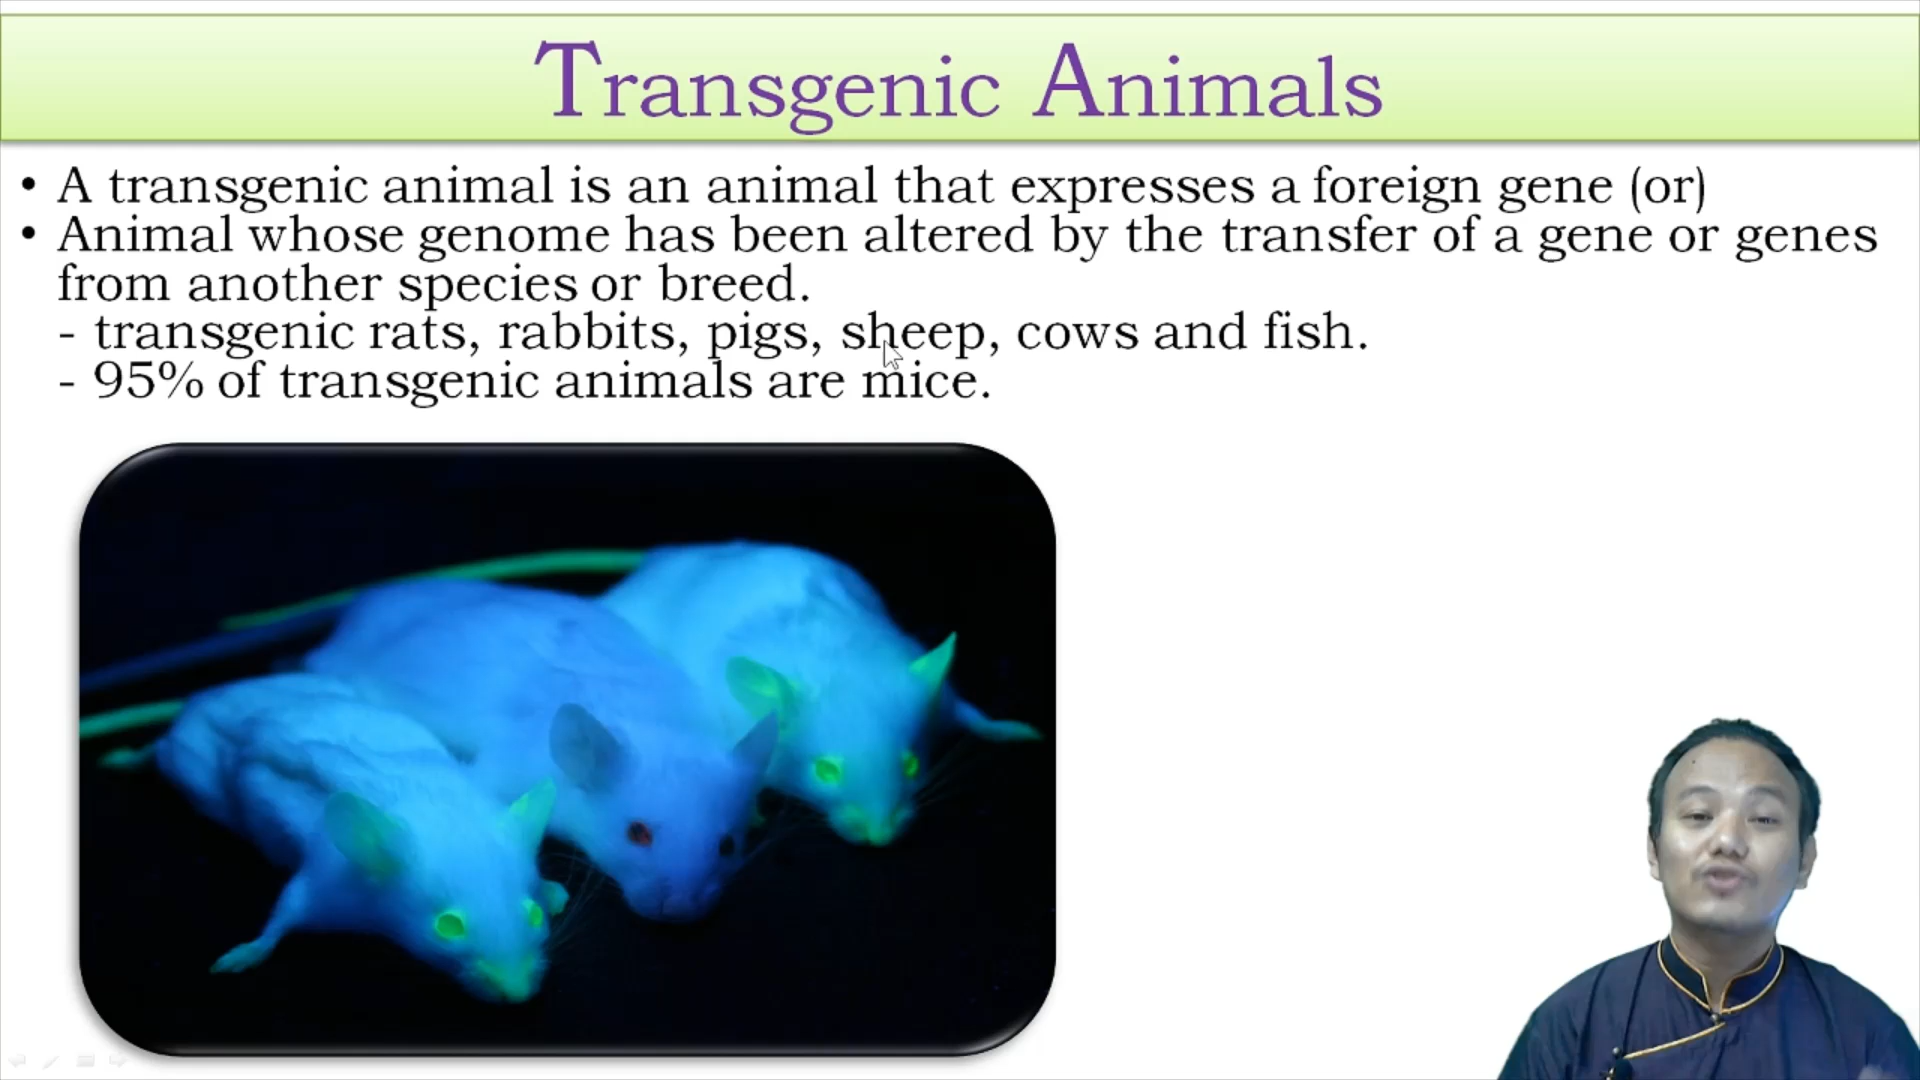 Transgenic Animals
• A transgenic animal is an animal that expresses a foreign gene (or)
• Animal whose genome has been altered by the transfer of a gene or genes
from another species or breed.
- transgenic rats, rabbits, pigs, sheep, cows and fish.
- 95% of transgenic animals are mice.